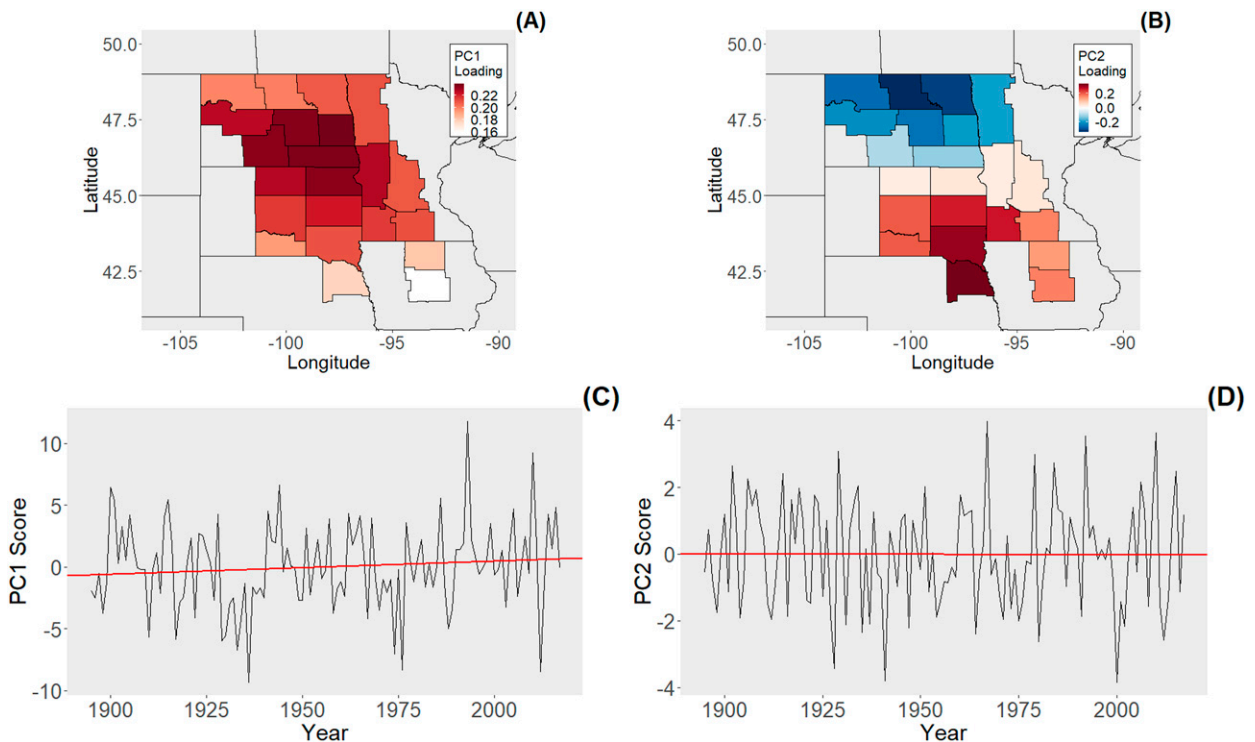 (A)
50.0
47.5
45.0
42.5
Latitude
PC1
Loading
0.22
0.20
0.18
0.16
-105
-100
-95
-90
Longitude
(B)
50.0
47.5
45.0
42.5
Latitude
PC2
Loading
0.2
0.0
-0.2
-105
-100
-95
-90
Longitude
(C)
10
5
0
-5
-10
PC1 Score
1900
1925
1950
1975
2000
Year
(D)
4
2
0
-2
-4
PC2 Score
1900
1925
1950
1975
2000
Year